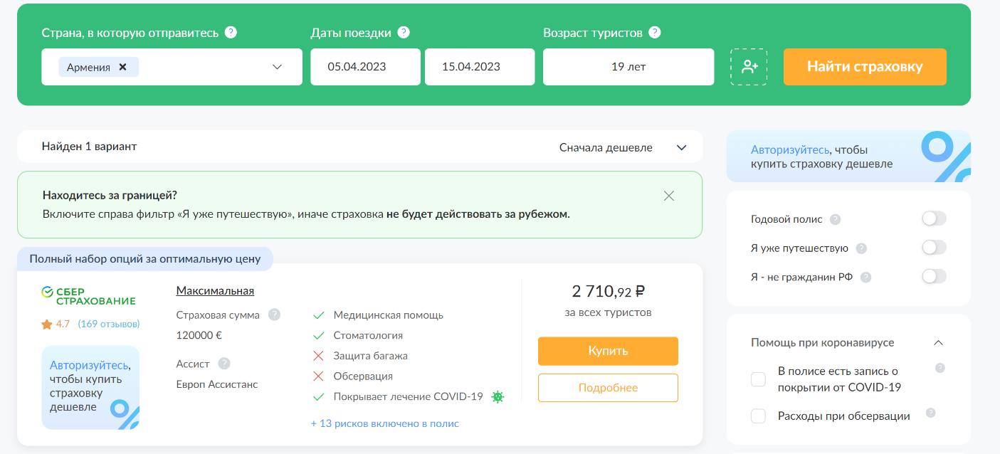 Страна, в которую отправитесь ?
Даты поездки ?
Возраст туристов ?
Армения ×
05.04.2023
15.04.2023
19 лет
Найти страховку
Найден 1 вариант
Сначала дешевле
Авторизуйтесь, чтобы
купить страховку дешевле
Находитесь за границей?
Включите справа фильтр «Я уже путешествую», иначе страховка не будет действовать за рубежом.
Годовой полис ?
Я уже путешествую ?
Я - не гражданин РФ ?
Полный набор опций за оптимальную цену
СБЕР
СТРАХОВАНИЕ
4.7 (169 отзывов)
Авторизуйтесь,
чтобы купить
страховку
дешевле
Максимальная
Страховая сумма ?
120000 €
Ассист ?
Европ Ассистанс
Медицинская помощь
Стоматология
Защита багажа
Обсервация
Покрывает лечение COVID-19
+ 13 рисков включено в полис
2 710,92 ₽
за всех туристов
Купить
Подробнее
Помощь при коронавирусе
В полисе есть запись о ?
покрытии от COVID-19
Расходы при обсервации ?